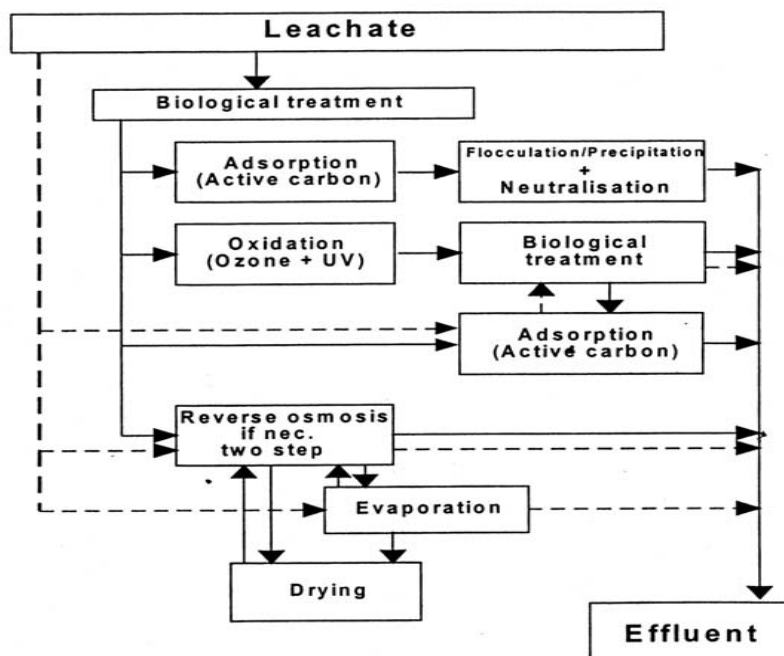 Leachate
Biological treatment
Adsorption
(Active carbon)
Flocculation/Precipitation
+
Neutralisation
Oxidation
(Ozone + UV)
Biological
treatment
Adsorption
(Active carbon)
Reverse osmosis
if nec.
two step
Evaporation
Drying
Effluent